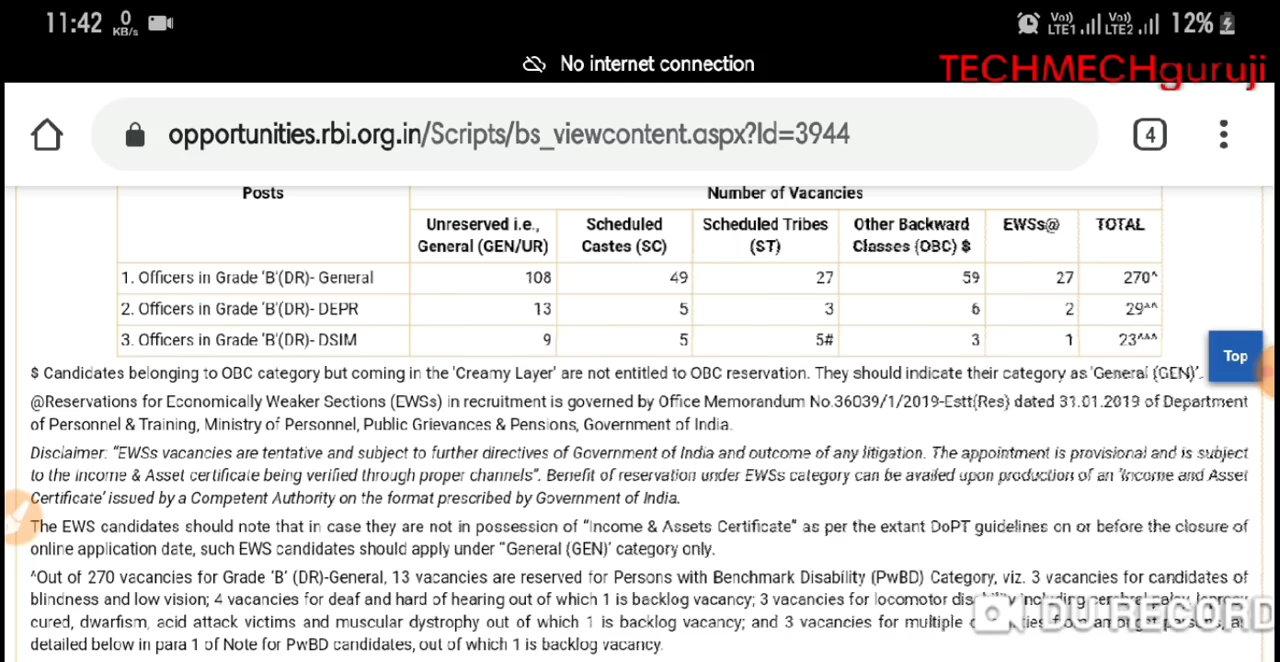 11:42 0 KB/s Vo) LTE1 Vo) LTE2 12%
No internet connection
TECHMECHguruji
opportunities.rbi.org.in/Scripts/bs_viewcontent.aspx?Id=3944 4
Posts Number of Vacancies
Unreserved i.e., Scheduled Scheduled Tribes Other Backward EWSs@ TOTAL
General (GEN/UR) Castes (SC) (ST) Classes (OBC) $
1. Officers in Grade 'B'(DR)- General 108 49 27 59 27 270^
2. Officers in Grade 'B'(DR)- DEPR 13 5 3 6 2 29^^
3. Officers in Grade 'B'(DR)- DSIM 9 5 5# 3 1 23^^^
Top
$ Candidates belonging to OBC category but coming in the 'Creamy Layer' are not entitled to OBC reservation. They should indicate their category as 'General (GEN)'.
@Reservations for Economically Weaker Sections (EWSs) in recruitment is governed by Office Memorandum No.36039/1/2019-Estt(Res) dated 31.01.2019 of Department
of Personnel & Training, Ministry of Personnel, Public Grievances & Pensions, Government of India.
Disclaimer: "EWSs vacancies are tentative and subject to further directives of Government of India and outcome of any litigation. The appointment is provisional and is subject
to the Income & Asset certificate being verified through proper channels". Benefit of reservation under EWSs category can be availed upon production of an 'Income and Asset
Certificate' issued by a Competent Authority on the format prescribed by Government of India.
The EWS candidates should note that in case they are not in possession of "Income & Assets Certificate" as per the extant DoPT guidelines on or before the closure of
online application date, such EWS candidates should apply under "General (GEN)' category only.
^Out of 270 vacancies for Grade 'B' (DR)-General, 13 vacancies are reserved for Persons with Benchmark Disability (PwBD) Category, viz. 3 vacancies for candidates of
blindness and low vision; 4 vacancies for deaf and hard of hearing out of which 1 is backlog vacancy; 3 vacancies for locomotor including cerebral palsy, leprosy
cured, dwarfism, acid attack victims and muscular dystrophy out of which 1 is backlog vacancy; and 3 vacancies for multiple from amongst persons, as
DU RECORD
detailed below in para 1 of Note for PwBD candidates, out of which 1 is backlog vacancy.